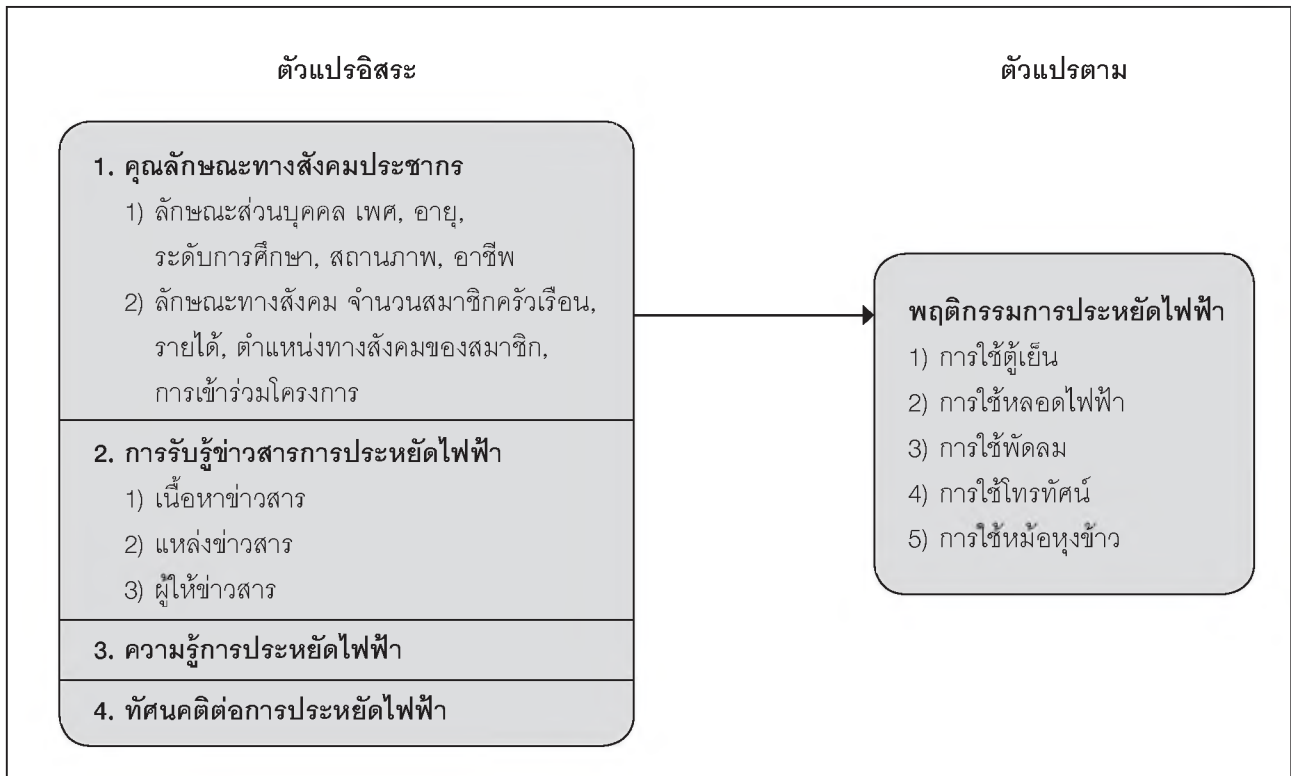 ตัวแปรอิสระ
ตัวแปรตาม
1. คุณลักษณะทางสังคมประชากร
1) ลักษณะส่วนบุคคล เพศ, อายุ,
ระดับการศึกษา, สถานภาพ, อาชีพ
2) ลักษณะทางสังคม จำนวนสมาชิกครัวเรือน,
รายได้, ตำแหน่งทางสังคมของสมาชิก,
การเข้าร่วมโครงการ
2. การรับรู้ข่าวสารการประหยัดไฟฟ้า
1) เนื้อหาข่าวสาร
2) แหล่งข่าวสาร
3) ผู้ให้ข่าวสาร
3. ความรู้การประหยัดไฟฟ้า
4. ทัศนคติต่อการประหยัดไฟฟ้า
พฤติกรรมการประหยัดไฟฟ้า
1) การใช้ตู้เย็น
2) การใช้หลอดไฟฟ้า
3) การใช้พัดลม
4) การใช้โทรทัศน์
5) การใช้หม้อหุงข้าว